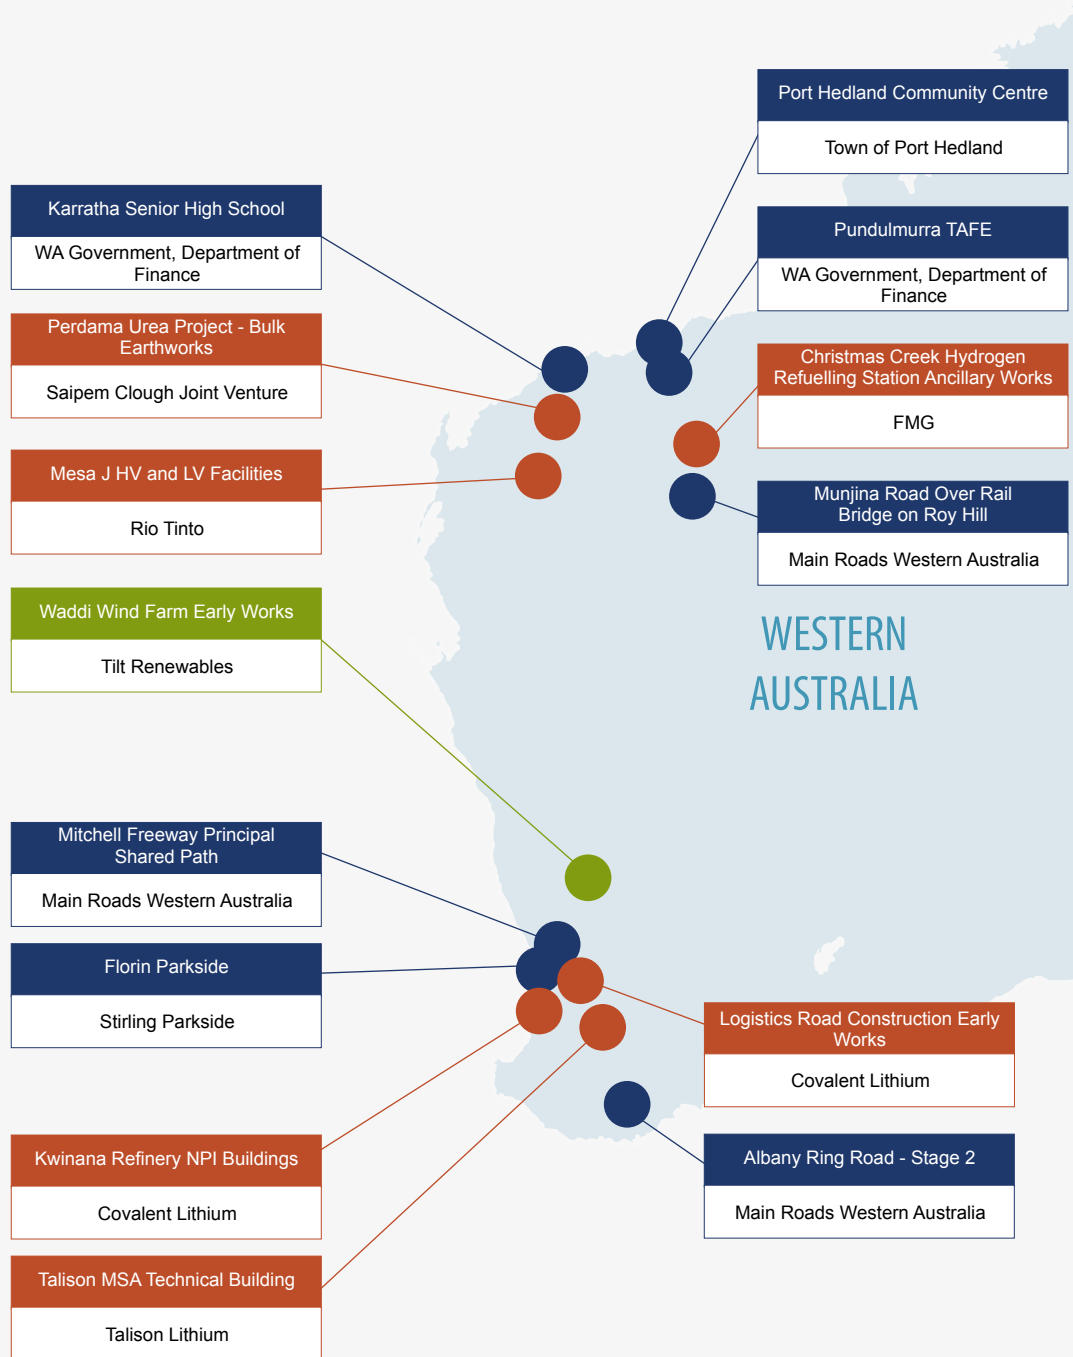 Port Hedland Community Centre
Town of Port Hedland
Karratha Senior High School
WA Government, Department of
Finance
Pundulmurra TAFE
WA Government, Department of
Finance
Perdama Urea Project - Bulk
Earthworks
Saipem Clough Joint Venture
Christmas Creek Hydrogen
Refuelling Station Ancillary Works
FMG
Mesa J HV and LV Facilities
Rio Tinto
Munjina Road Over Rail
Bridge on Roy Hill
Main Roads Western Australia
Waddi Wind Farm Early Works
Tilt Renewables
WESTERN
AUSTRALIA
Mitchell Freeway Principal
Shared Path
Main Roads Western Australia
Florin Parkside
Stirling Parkside
Logistics Road Construction Early
Works
Covalent Lithium
Kwinana Refinery NPI Buildings
Covalent Lithium
Albany Ring Road - Stage 2
Main Roads Western Australia
Talison MSA Technical Building
Talison Lithium